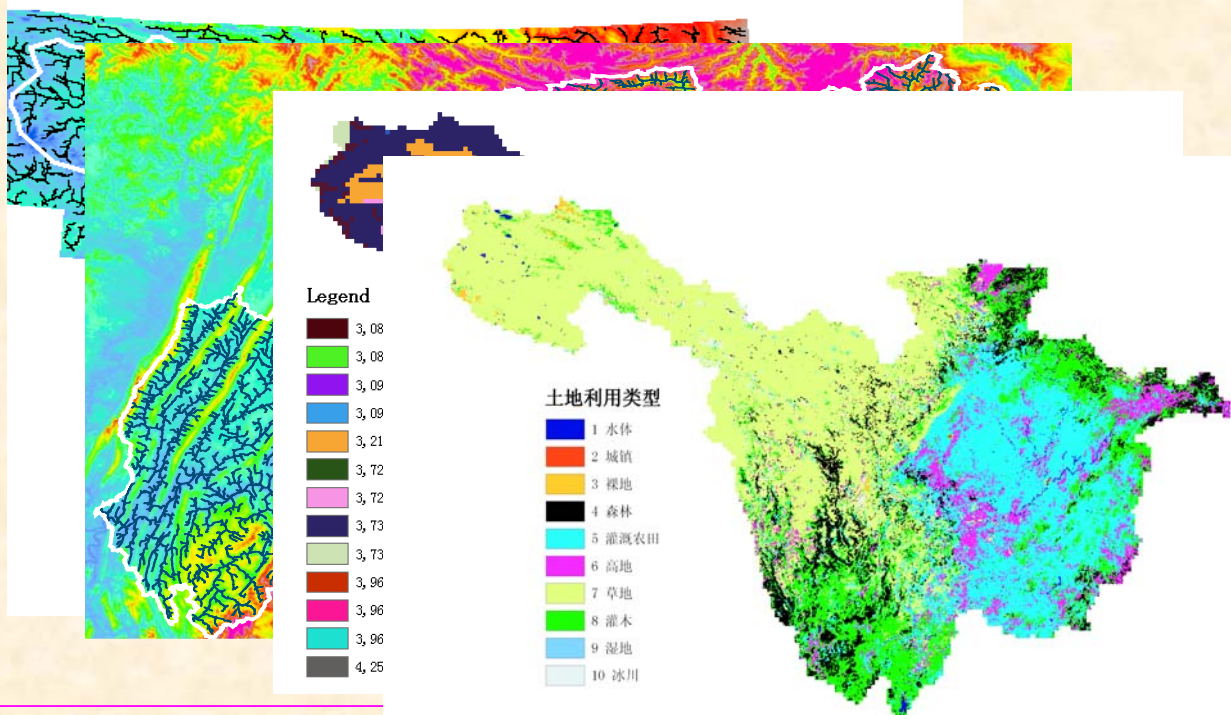 Legend
3, 08
3, 08
3, 09
3, 09
3, 21
3, 72
3, 72
3, 73
3, 73
3, 96
3, 96
3, 96
4, 25
土地利用类型
1 水体
2 城镇
3 裸地
4 森林
5 灌溉农田
6 高地
7 草地
8 灌木
9 湿地
10 冰川